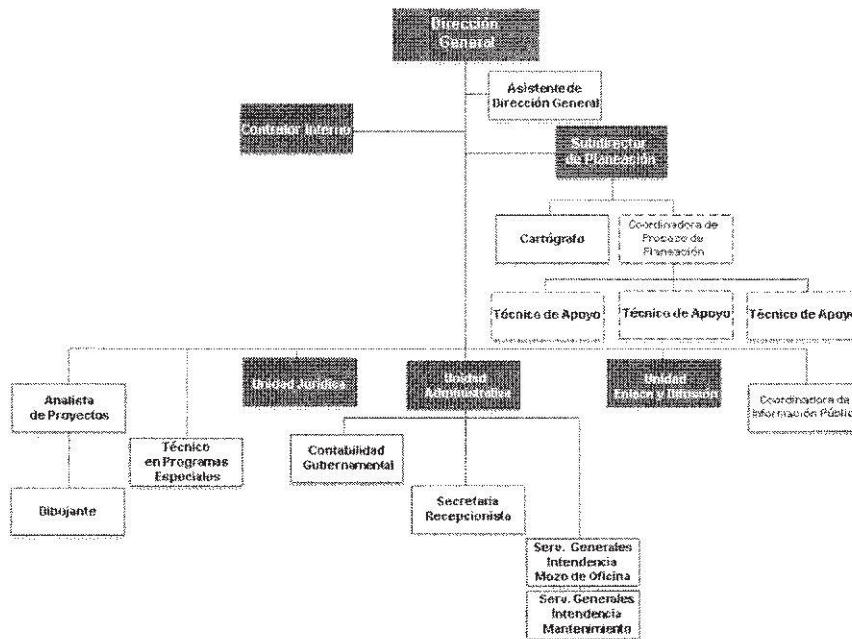 Dirección
General
Asistente de
Dirección General
Contralor Interno
Subdirector
de Planeación
Cartógrafo
Coordinadora de
Proceso de
Planeación
Técnico de Apoyo
Técnico de Apoyo
Técnico de Apoyo
Analista
de Proyectos
Técnico
en Programas
Especiales
Unidad Jurídica
Unidad
Administrativa
Unidad
Enlace y Difusión
Coordinadora de
Información Públic
Contabilidad
Gubernamental
Dibujante
Secretaria
Recepcionista
Serv. Generales
Intendencia
Mozo de Oficina
Serv. Generales
Intendencia
Mantenimiento